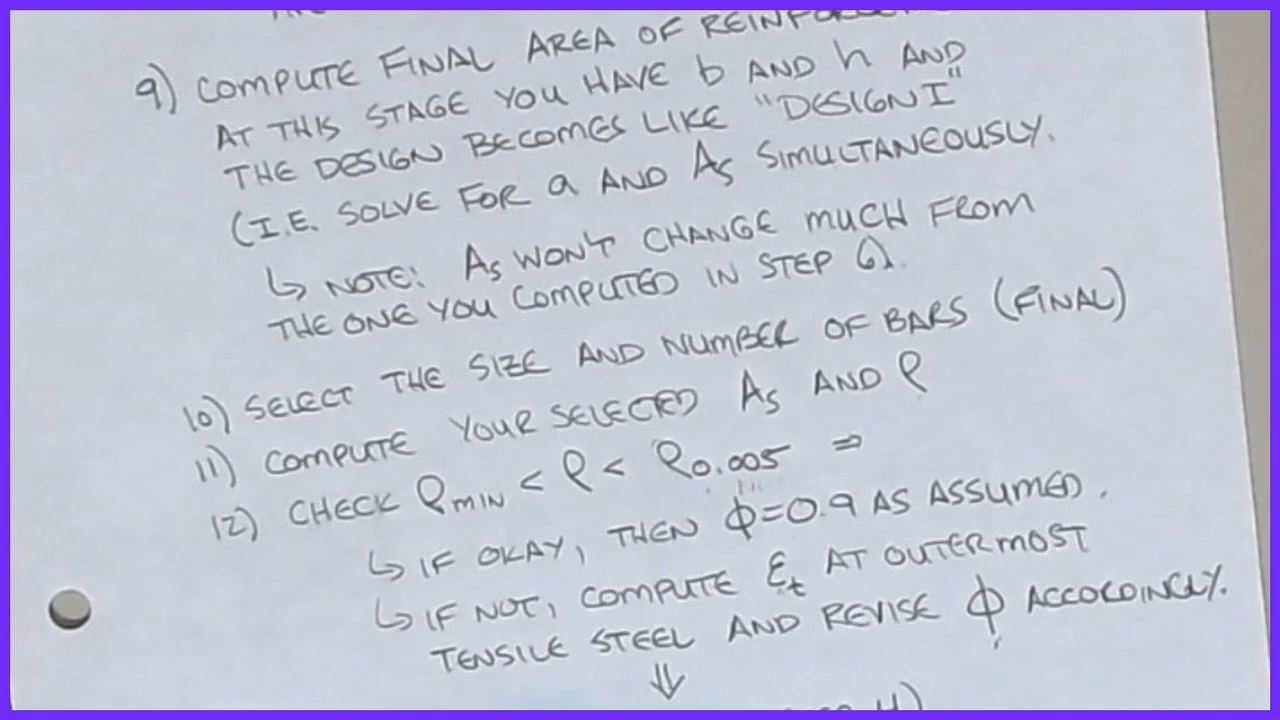 9) COMPUTE FINAL AREA OF
AT THIS STAGE YOU HAVE b AND h AND
THE DESIGN BECOMES LIKE "DESIGN I"
(I.E. SOLVE FOR a AND As SIMULTANEOUSLY.
↳ NOTE: As WON'T CHANGE MUCH FROM
THE ONE YOU COMPUTED IN STEP 6).
10) SELECT THE SIZE AND NUMBER OF BARS (FINAL)
11) COMPUTE YOUR SELECTED As AND ρ
12) CHECK ρMIN < ρ < ρ0.005 ⇒
↳ IF OKAY, THEN ϕ=0.9 AS ASSUMED.
↳ IF NOT, COMPUTE εt AT OUTERMOST
TENSILE STEEL AND REVISE ϕ ACCORDINGLY.
⇓